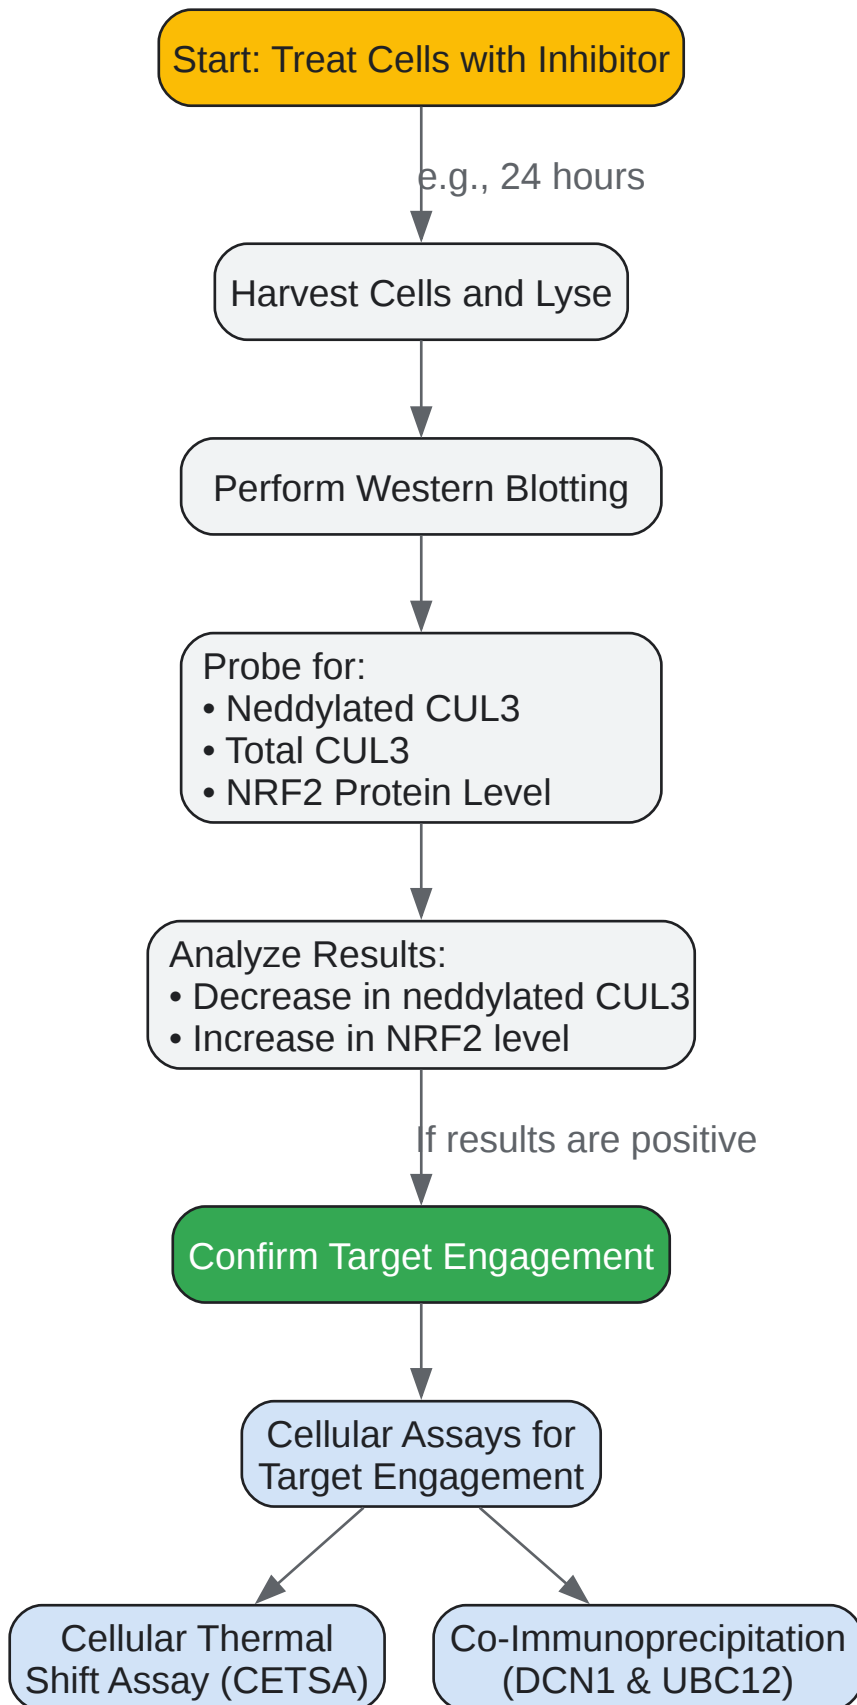 Start: Treat Cells with Inhibitor
e.g., 24 hours
Harvest Cells and Lyse
Perform Western Blotting
Probe for:
• Neddylated CUL3
• Total CUL3
• NRF2 Protein Level
Analyze Results:
• Decrease in neddylated CUL3
• Increase in NRF2 level
If results are positive
Confirm Target Engagement
Cellular Assays for
Target Engagement
Cellular Thermal
Shift Assay (CETSA)
Co-Immunoprecipitation
(DCN1 & UBC12)